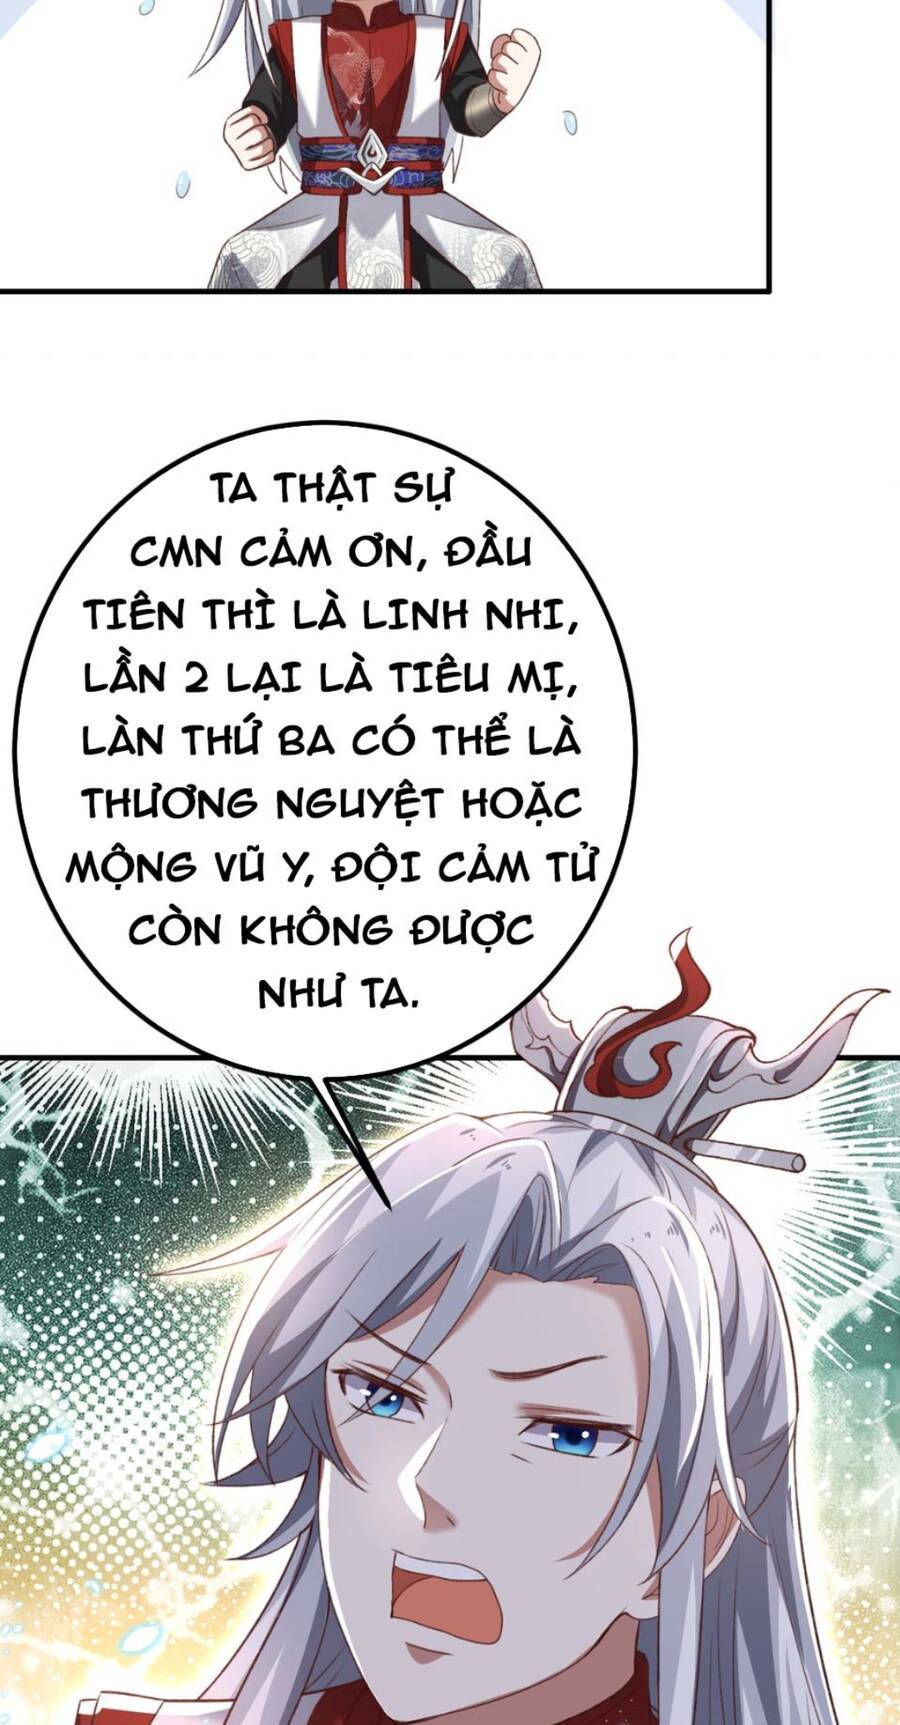 TA THẬT SỰ
CMN CẢM ƠN, ĐẦU
TIÊN THÌ LÀ LINH NHI,
LẦN 2 LẠI LÀ TIÊU MỊ,
LÀN THỨ BA CÓ THỂ LÀ
THƯƠNG NGUYỆT HOẶC
MỘNG VŨ Y, ĐỘI CẢM TỬ
CÒN KHÔNG ĐƯỢC
NHƯ TA.